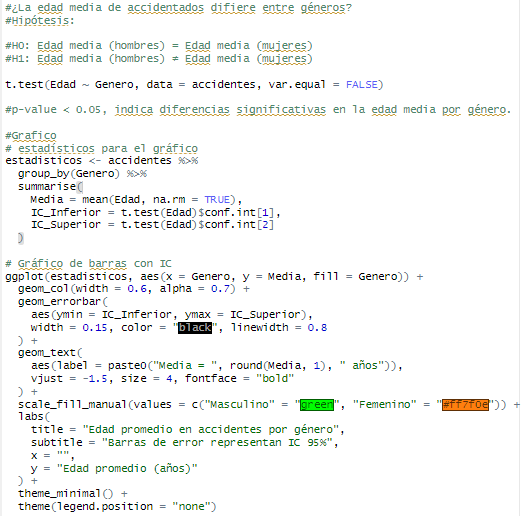 #¿La edad media de accidentados difiere entre géneros?
#Hipótesis:
#H0: Edad media (hombres) = Edad media (mujeres)
#H1: Edad media (hombres) ≠ Edad media (mujeres)
t.test(Edad ~ Genero, data = accidentes, var.equal = FALSE)
#p-value < 0.05, indica diferencias significativas en la edad media por género.
#Grafico
# estadísticos para el gráfico
estadisticos <- accidentes %>%
  group_by(Genero) %>%
  summarise(
    Media = mean(Edad, na.rm = TRUE),
    IC_Inferior = t.test(Edad)$conf.int[1],
    IC_Superior = t.test(Edad)$conf.int[2]
  )
# Gráfico de barras con IC
ggplot(estadisticos, aes(x = Genero, y = Media, fill = Genero)) +
  geom_col(width = 0.6, alpha = 0.7) +
  geom_errorbar(
    aes(ymin = IC_Inferior, ymax = IC_Superior),
    width = 0.15, color = "black", linewidth = 0.8
  ) +
  geom_text(
    aes(label = paste0("Media = ", round(Media, 1), " años")),
    vjust = -1.5, size = 4, fontface = "bold"
  ) +
  scale_fill_manual(values = c("Masculino" = "green", "Femenino" = "#ff7f0e")) +
  labs(
    title = "Edad promedio en accidentes por género",
    subtitle = "Barras de error representan IC 95%",
    x = "",
    y = "Edad promedio (años)"
  ) +
  theme_minimal() +
  theme(legend.position = "none")